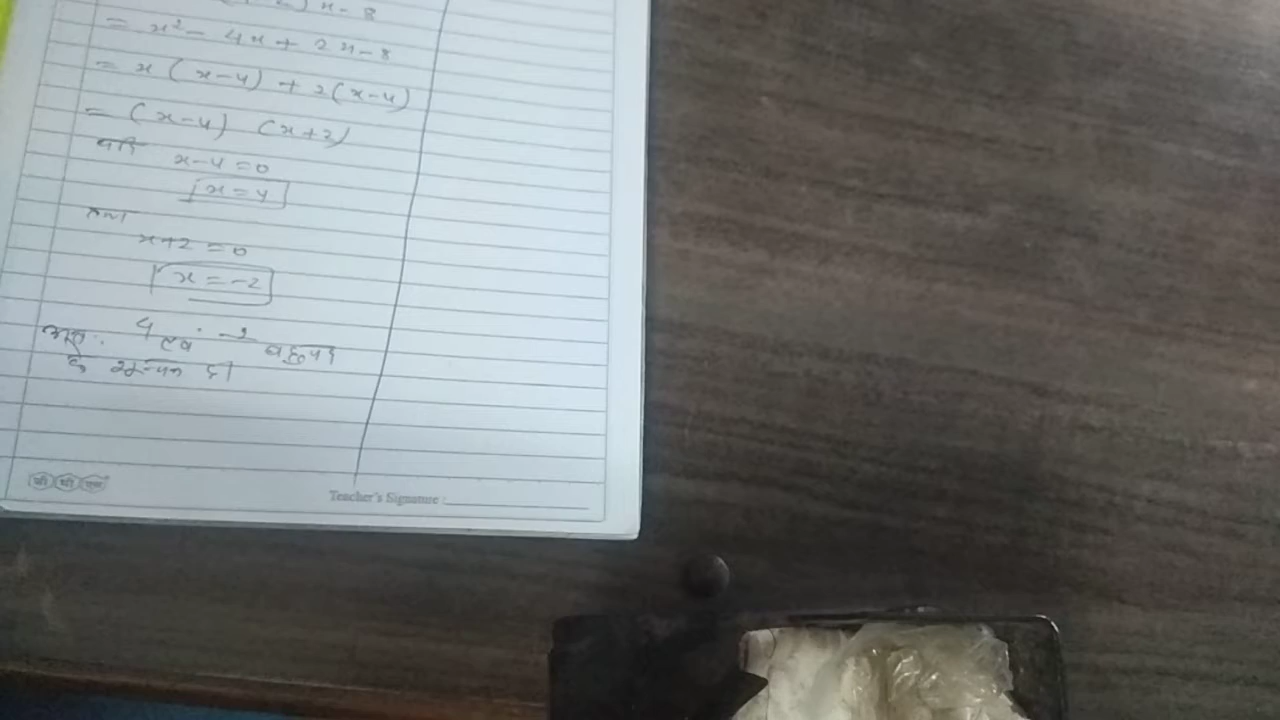 ) x - 8
= x² - 4x + 2x - 8
= x (x-4) + 2(x-4)
= (x-4) (x+2)
यदि x-4 = 0
x = 4
तथा
x+2 = 0
x = -2
अतः 4 एवं -2 बहुपद
के शून्यक है।
Teacher's Signature :